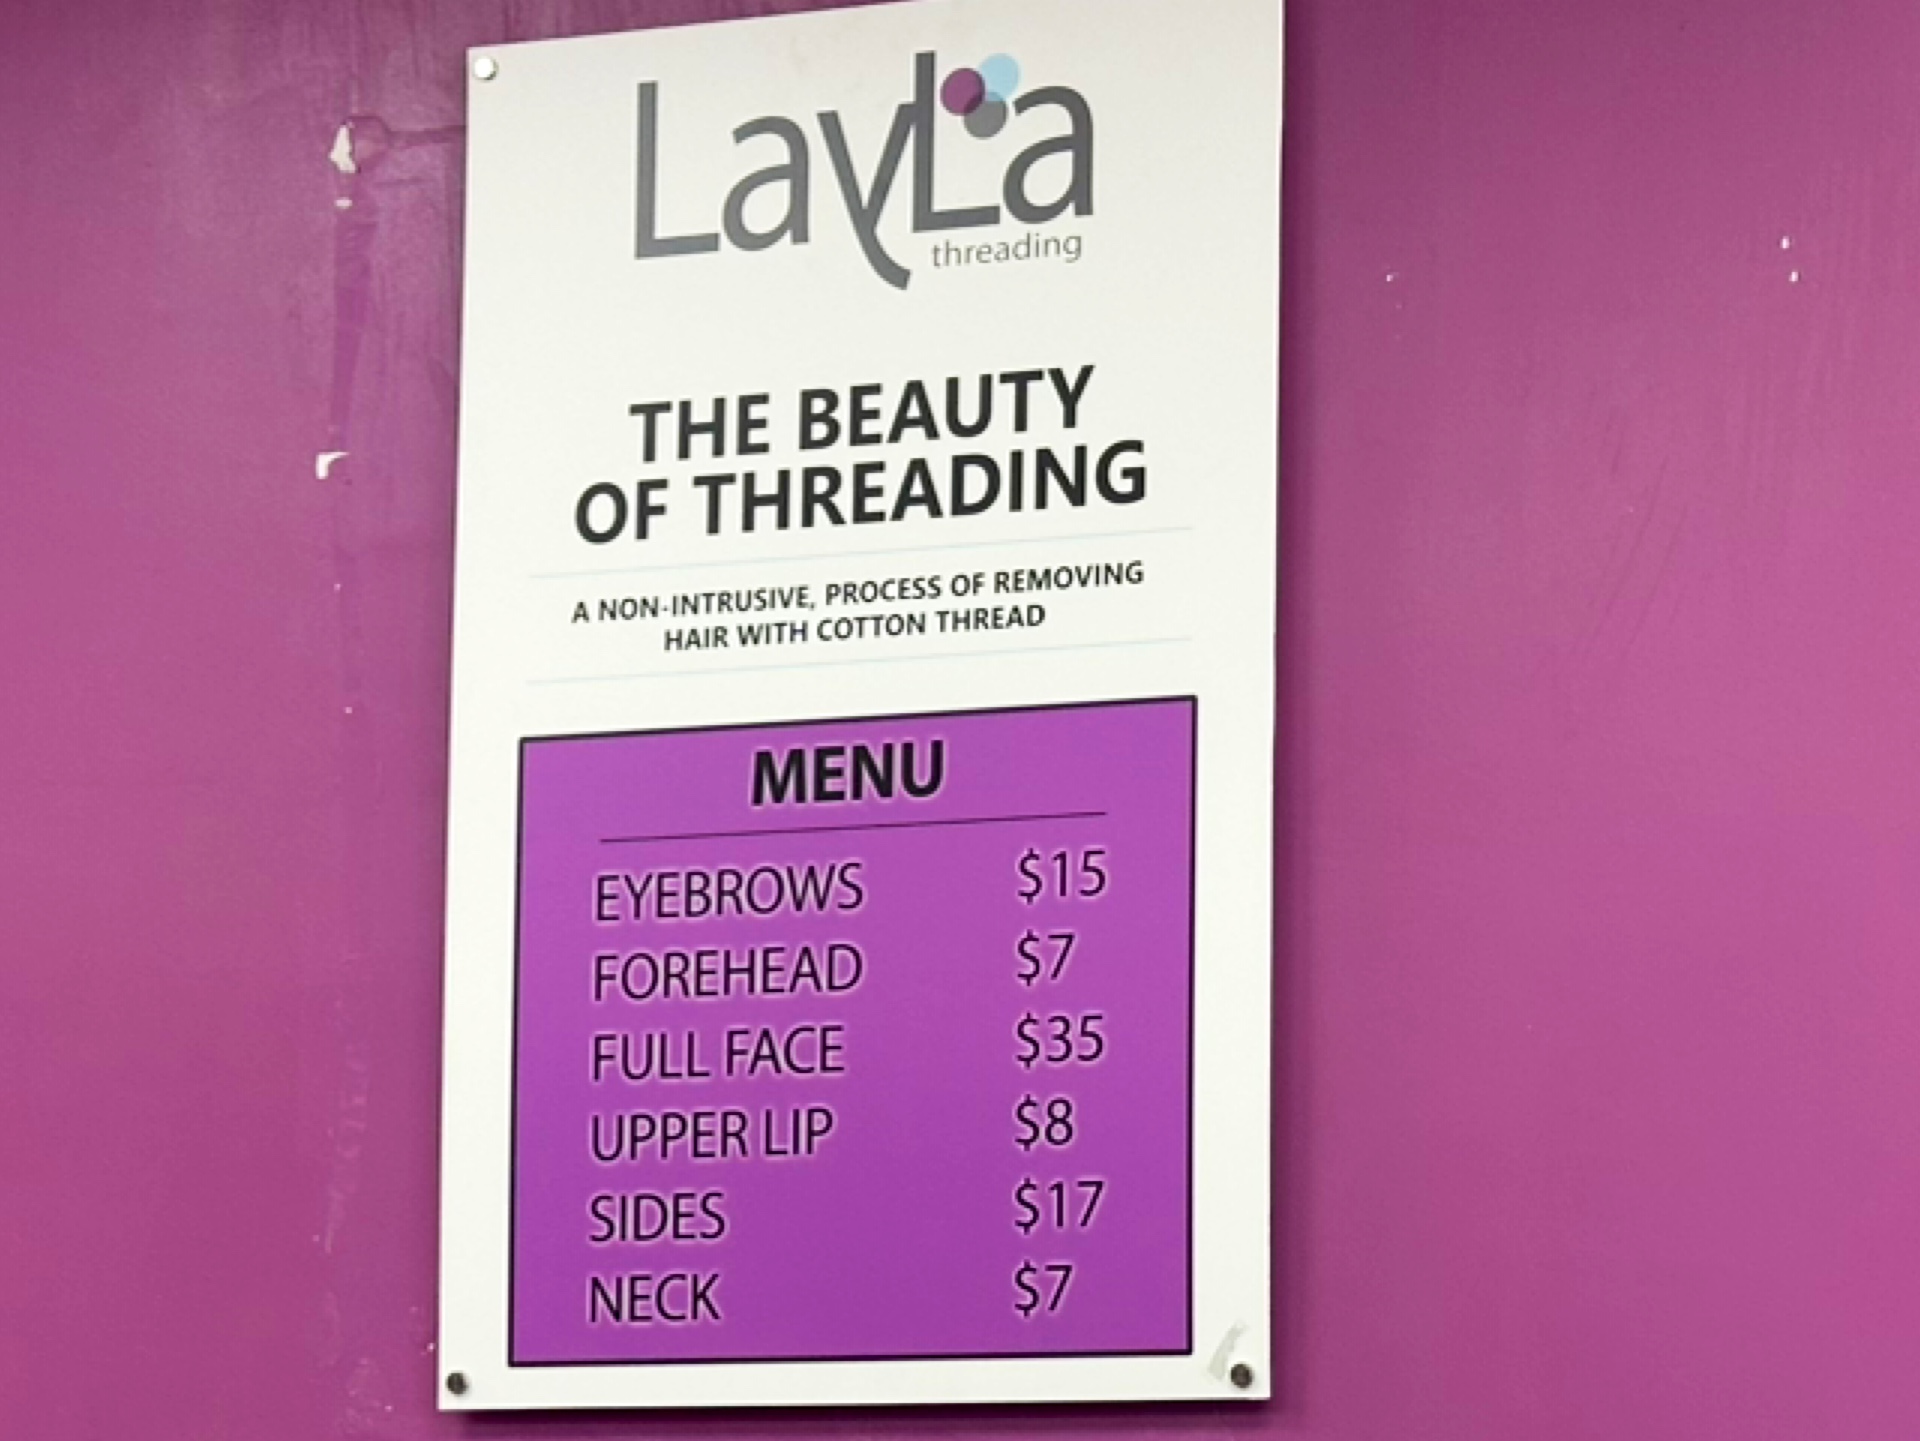 LayLa
threading
THE BEAUTY
OF THREADING
A NON-INTRUSIVE, PROCESS OF REMOVING
HAIR WITH COTTON THREAD
MENU
EYEBROWS $15
FOREHEAD $7
FULL FACE $35
UPPER LIP $8
SIDES $17
NECK $7